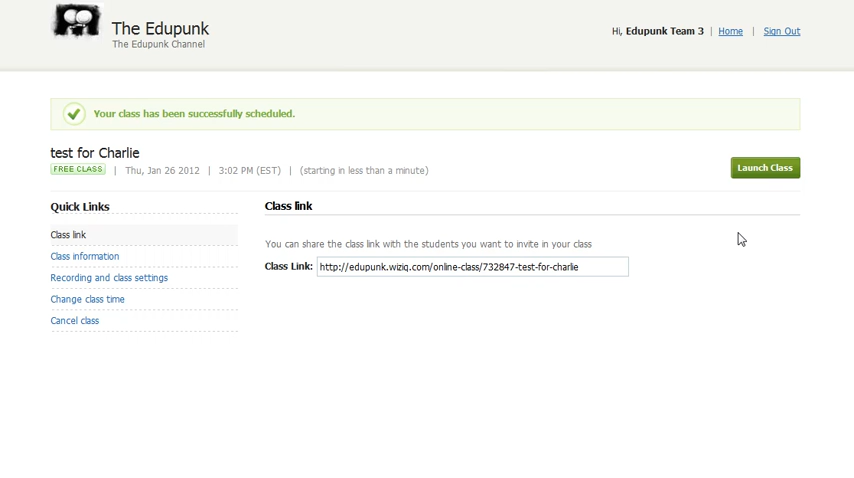 The Edupunk
The Edupunk Channel
Hi, Edupunk Team 3 | Home | Sign Out
Your class has been successfully scheduled.
test for Charlie
FREE CLASS | Thu, Jan 26 2012 | 3:02 PM (EST) | (starting in less than a minute)
Launch Class
Quick Links
Class link
Class information
Recording and class settings
Change class time
Cancel class
Class link
You can share the class link with the students you want to invite in your class
Class Link: http://edupunk.wiziq.com/online-class/732847-test-for-charlie